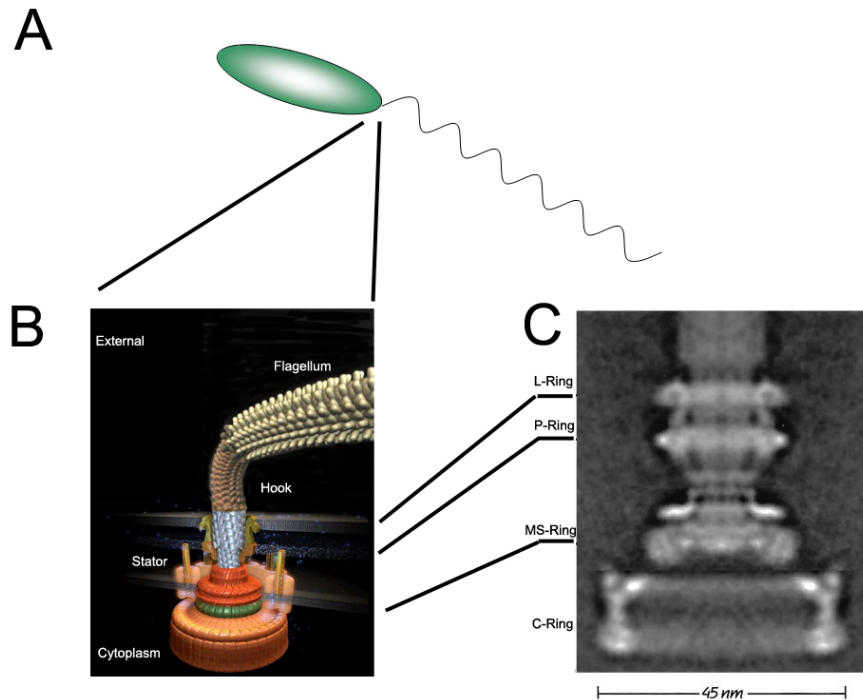 A
B
External
Flagellum
Hook
Stator
Cytoplasm
C
L-Ring
P-Ring
MS-Ring
C-Ring
45 nm